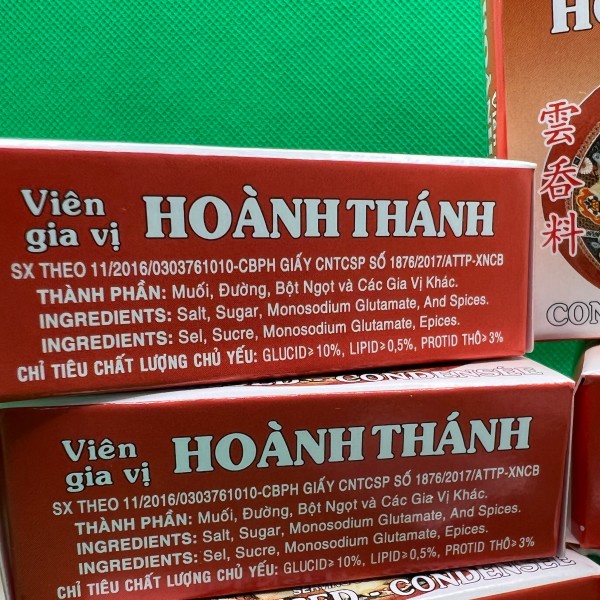 Viên
gia vị
HOÀNH THÁNH
SX THEO 11/2016/0303761010-CBPH GIẤY CNTCSP SỐ 1876/2017/ATTP-XNCB
THÀNH PHẦN: Muối, Đường, Bột Ngọt và Các Gia Vị Khác.
INGREDIENTS: Salt, Sugar, Monosodium Glutamate, And Spices.
INGREDIENTS: Sel, Sucre, Monosodium Glutamate, Epices.
CHỈ TIÊU CHẤT LƯỢNG CHỦ YẾU: GLUCID≥10%, LIPID≥0,5%, PROTID THÔ≥3%
CONDENSÉE
Viên
gia vị
HOÀNH THÁNH
SX THEO 11/2016/0303761010-CBPH GIẤY CNTCSP SỐ 1876/2017/ATTP-XNCB
THÀNH PHẦN: Muối, Đường, Bột Ngọt và Các Gia Vị Khác.
INGREDIENTS: Salt, Sugar, Monosodium Glutamate, And Spices.
INGREDIENTS: Sel, Sucre, Monosodium Glutamate, Epices.
CHỈ TIÊU CHẤT LƯỢNG CHỦ YẾU: GLUCID≥10%, LIPID≥0,5%, PROTID THÔ≥3%
CONDENSÉE
雲吞料